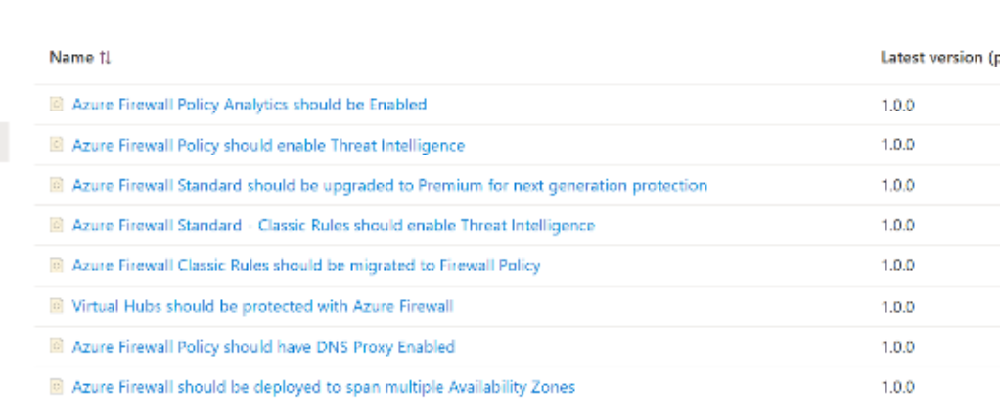 Name ↑↓ Latest version (p
Azure Firewall Policy Analytics should be Enabled 1.0.0
Azure Firewall Policy should enable Threat Intelligence 1.0.0
Azure Firewall Standard should be upgraded to Premium for next generation protection 1.0.0
Azure Firewall Standard - Classic Rules should enable Threat Intelligence 1.0.0
Azure Firewall Classic Rules should be migrated to Firewall Policy 1.0.0
Virtual Hubs should be protected with Azure Firewall 1.0.0
Azure Firewall Policy should have DNS Proxy Enabled 1.0.0
Azure Firewall should be deployed to span multiple Availability Zones 1.0.0